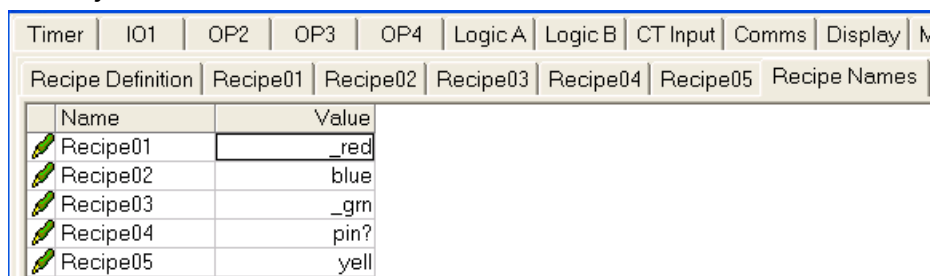 Timer IO1 OP2 OP3 OP4 Logic A Logic B CT Input Comms Display
Recipe Definition Recipe01 Recipe02 Recipe03 Recipe04 Recipe05 Recipe Names
Name Value
Recipe01 _red
Recipe02 blue
Recipe03 _grn
Recipe04 pin?
Recipe05 yell